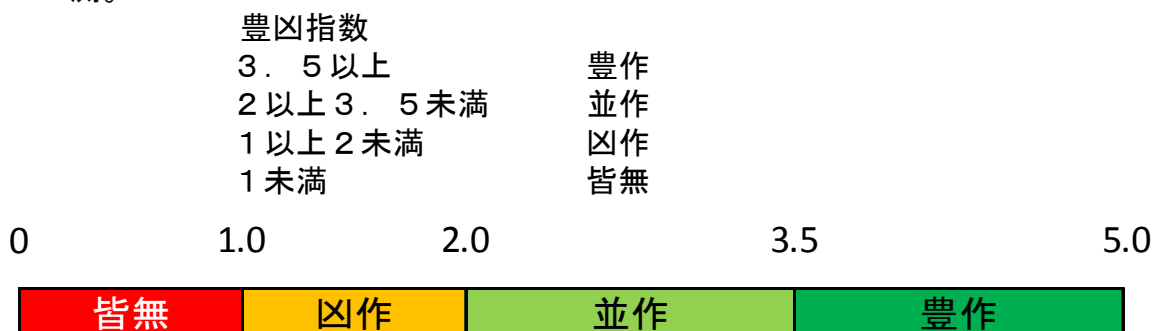 測。
豊凶指数
３．５以上 豊作
２以上３．５未満 並作
１以上２未満 凶作
１未満 皆無
0 1.0 2.0 3.5 5.0
皆無 凶作 並作 豊作